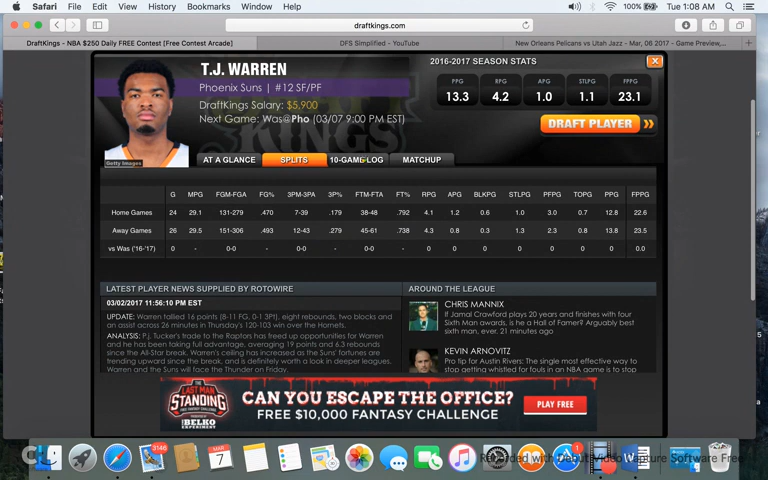 Safari File Edit View History Bookmarks Window Help 100% Tue 1:08 AM
draftkings.com
DraftKings - NBA $250 Daily FREE Contest [Free Contest Arcade] DFS Simplified - YouTube New Orleans Pelicans vs Utah Jazz - Mar, 06 2017 - Game Preview,...
T.J. WARREN
Phoenix Suns | #12 SF/PF
DraftKings Salary: $5,900
Next Game: Was@Pho (03/07 9:00 PM EST)
Getty Images
2016-2017 SEASON STATS
PPG RPG APG STLPG FPPG
13.3 4.2 1.0 1.1 23.1
DRAFT PLAYER
AT A GLANCE SPLITS 10-GAME LOG MATCHUP
G MPG FGM-FGA FG% 3PM-3PA 3P% FTM-FTA FT% RPG APG BLKPG STLPG PFPG TOPG PPG FPPG
Home Games 24 29.1 131-279 .470 7-39 .179 38-48 .792 4.1 1.2 0.6 1.0 3.0 0.7 12.8 22.6
Away Games 26 29.5 151-306 .493 12-43 .279 45-61 .738 4.3 0.8 0.3 1.3 2.3 0.8 13.8 23.5
vs Was ('16-'17) 0 - 0-0 - 0-0 - 0-0 - 0 0 0 0 0 0 0 0.0
LATEST PLAYER NEWS SUPPLIED BY ROTOWIRE
03/02/2017 11:56:10 PM EST
UPDATE: Warren tallied 16 points (8-11 FG, 0-1 3Pt), eight rebounds, two blocks and
an assist across 26 minutes in Thursday's 120-103 win over the Hornets.
ANALYSIS: P.J. Tucker's trade to the Raptors has freed up opportunities for Warren
and he has been taking full advantage, averaging 19 points and 6.3 rebounds
since the All-Star break. Warren's ceiling has increased as the Suns' fortunes are
trending upward since the break, and is definitely worth a look in deeper leagues.
Warren and the Suns will face the Thunder on Friday.
AROUND THE LEAGUE
CHRIS MANNIX
If Jamal Crawford plays 20 years and finishes with four
Sixth Man awards, is he a Hall of Famer? Arguably best
sixth man, ever. 21 minutes ago
KEVIN ARNOVITZ
Pro tip for Austin Rivers: The single most effective way to
stop getting whistled for fouls in an NBA game is to stop
LAST MAN
STANDING
THE BELKO
EXPERIMENT
CAN YOU ESCAPE THE OFFICE?
FREE $10,000 FANTASY CHALLENGE
PLAY FREE
3146
MAR
7
1
Recorded with Debut Video Capture Software Free